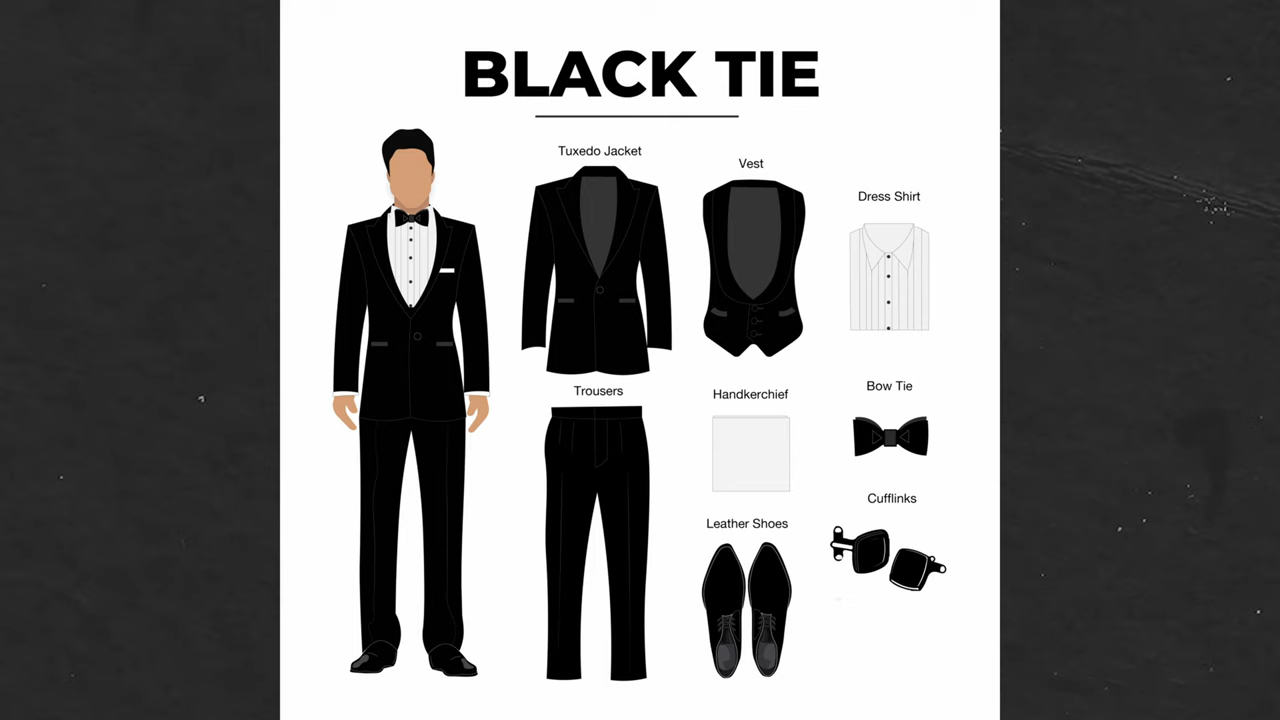 BLACK TIE
Tuxedo Jacket
Vest
Dress Shirt
Trousers
Handkerchief
Bow Tie
Leather Shoes
Cufflinks